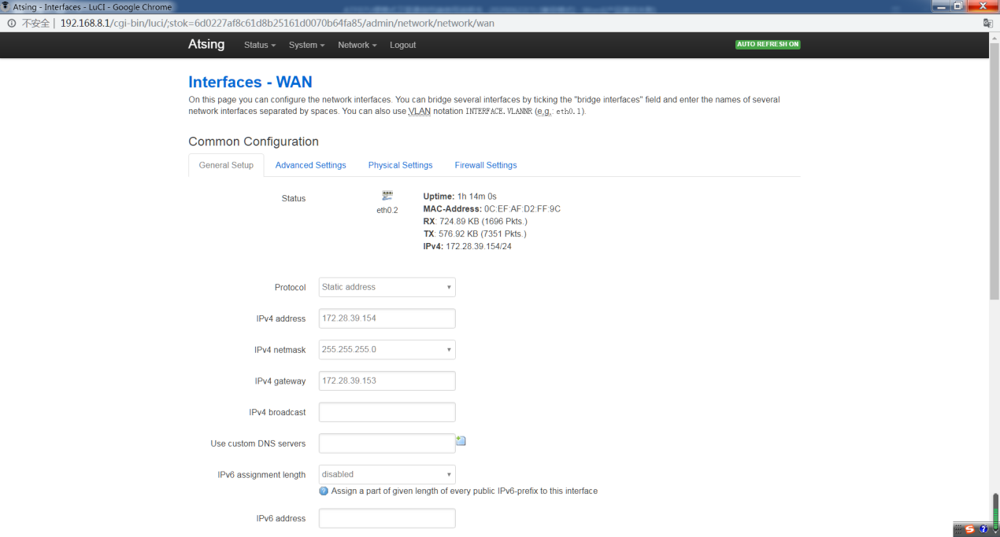 Atsing - Interfaces - LuCI - Google Chrome
不安全 | 192.168.8.1/cgi-bin/luci/;stok=6d0227af8c61d8b25161d0070b64fa85/admin/network/network/wan
Atsing Status System Network Logout AUTO REFRESH ON
Interfaces - WAN
On this page you can configure the network interfaces. You can bridge several interfaces by ticking the "bridge interfaces" field and enter the names of several
network interfaces separated by spaces. You can also use VLAN notation INTERFACE.VLANNR (e.g.: eth0.1).
Common Configuration
General Setup Advanced Settings Physical Settings Firewall Settings
Status
eth0.2
Uptime: 1h 14m 0s
MAC-Address: 0C:EF:AF:D2:FF:9C
RX: 724.89 KB (1696 Pkts.)
TX: 576.92 KB (7351 Pkts.)
IPv4: 172.28.39.154/24
Protocol Static address
IPv4 address 172.28.39.154
IPv4 netmask 255.255.255.0
IPv4 gateway 172.28.39.153
IPv4 broadcast
Use custom DNS servers
IPv6 assignment length disabled
Assign a part of given length of every public IPv6-prefix to this interface
IPv6 address